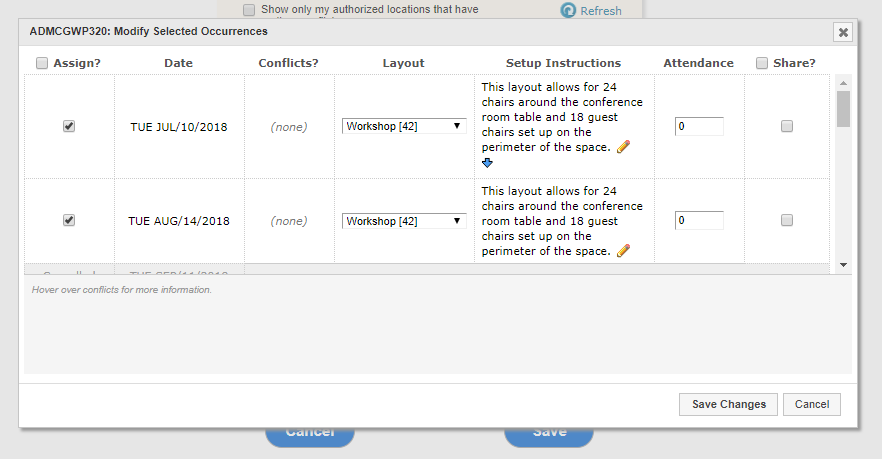 Show only my authorized locations that have
Refresh
ADMCGWP320: Modify Selected Occurrences
Assign? Date Conflicts? Layout Setup Instructions Attendance Share?
TUE JUL/10/2018 (none) Workshop [42]
This layout allows for 24
chairs around the conference
room table and 18 guest
chairs set up on the
perimeter of the space.
0
TUE AUG/14/2018 (none) Workshop [42]
This layout allows for 24
chairs around the conference
room table and 18 guest
chairs set up on the
perimeter of the space.
0
Hover over conflicts for more information.
Save Changes Cancel
Cancel Save